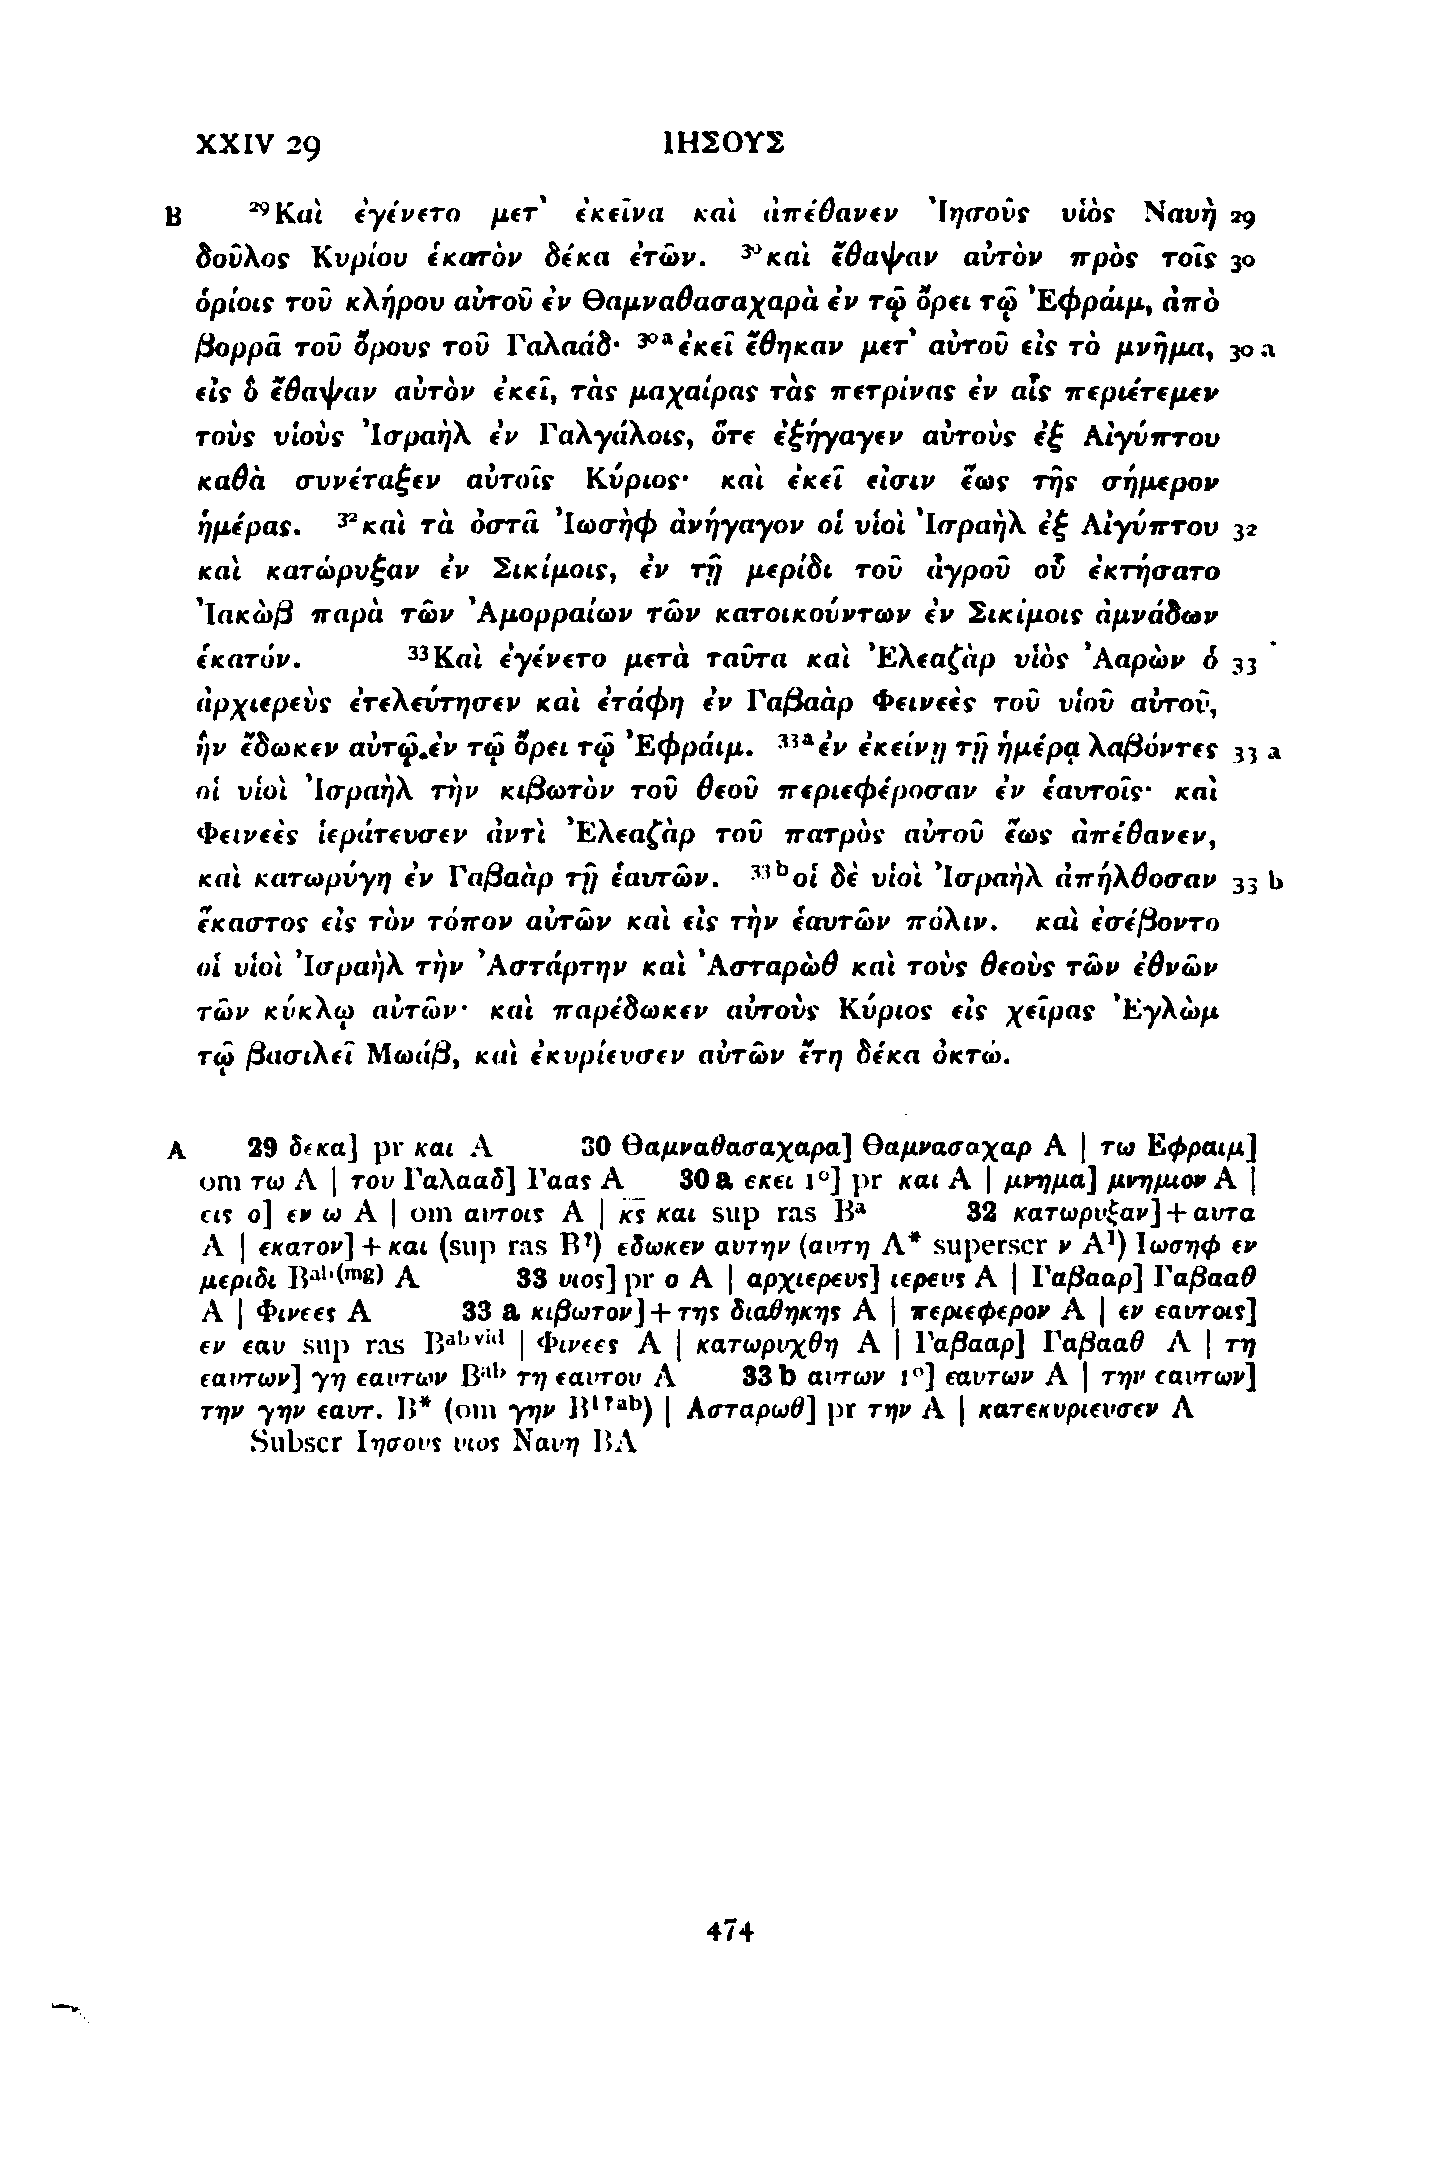 XXIV 29 ΙΗΣΟΥΣ
B ²⁹Καὶ ἐγένετο μετ᾽ ἐκεῖνα καὶ ἀπέθανεν Ἰησοῦς υἱὸς Ναυὴ 29
δοῦλος Κυρίου ἑκατὸν δέκα ἐτῶν. ³⁰καὶ ἔθαψαν αὐτὸν πρὸς τοῖς 30
ὁρίοις τοῦ κλήρου αὐτοῦ ἐν Θαμναθασαχαρὰ ἐν τῷ ὄρει τῷ Ἐφράιμ, ἀπὸ
βορρᾶ τοῦ ὄρους τοῦ Γαλαάδ· ³⁰ᵃἐκεῖ ἔθηκαν μετ᾽ αὐτοῦ εἰς τὸ μνῆμα, 30 a
εἰς ὃ ἔθαψαν αὐτὸν ἐκεῖ, τὰς μαχαίρας τὰς πετρίνας ἐν αἷς περιέτεμεν
τοὺς υἱοὺς Ἰσραὴλ ἐν Γαλγάλοις, ὅτε ἐξήγαγεν αὐτοὺς ἐξ Αἰγύπτου
καθὰ συνέταξεν αὐτοῖς Κύριος· καὶ ἐκεῖ εἰσιν ἕως τῆς σήμερον
ἡμέρας. ³²καὶ τὰ ὀστᾶ Ἰωσὴφ ἀνήγαγον οἱ υἱοὶ Ἰσραὴλ ἐξ Αἰγύπτου 32
καὶ κατώρυξαν ἐν Σικίμοις, ἐν τῇ μερίδι τοῦ ἀγροῦ οὗ ἐκτήσατο
Ἰακὼβ παρὰ τῶν Ἀμορραίων τῶν κατοικούντων ἐν Σικίμοις ἀμνάδων
ἑκατόν. ³³Καὶ ἐγένετο μετὰ ταῦτα καὶ Ἐλεαζὰρ υἱὸς Ἀαρὼν ὁ 33
ἀρχιερεὺς ἐτελεύτησεν καὶ ἐτάφη ἐν Γαβαὰρ Φεινεὲς τοῦ υἱοῦ αὐτοῦ,
ἣν ἔδωκεν αὐτῷ ἐν τῷ ὄρει τῷ Ἐφράιμ. ³³ᵃἐν ἐκείνῃ τῇ ἡμέρᾳ λαβόντες 33 a
οἱ υἱοὶ Ἰσραὴλ τὴν κιβωτὸν τοῦ θεοῦ περιεφέροσαν ἐν ἑαυτοῖς· καὶ
Φεινεὲς ἱεράτευσεν ἀντὶ Ἐλεαζὰρ τοῦ πατρὸς αὐτοῦ ἕως ἀπέθανεν,
καὶ κατωρύγη ἐν Γαβαὰρ τῇ ἑαυτῶν. ³³ᵇοἱ δὲ υἱοὶ Ἰσραὴλ ἀπήλθοσαν 33 b
ἕκαστος εἰς τὸν τόπον αὐτῶν καὶ εἰς τὴν ἑαυτῶν πόλιν. καὶ ἐσέβοντο
οἱ υἱοὶ Ἰσραὴλ τὴν Ἀστάρτην καὶ Ἀσταρὼθ καὶ τοὺς θεοὺς τῶν ἐθνῶν
τῶν κύκλῳ αὐτῶν· καὶ παρέδωκεν αὐτοὺς Κύριος εἰς χεῖρας Ἐγλὼμ
τῷ βασιλεῖ Μωάβ, καὶ ἐκυρίευσεν αὐτῶν ἔτη δέκα ὀκτώ.
A 29 δεκα] pr και A 30 Θαμναθασαχαρα] Θαμνασαχαρ A | τω Εφραιμ]
om τω A | του Γαλααδ] Γαας A 30 a εκει 1°] pr και A | μνημα] μνημιον A |
εις ο] εν ω A | om αυτοις A | κ̅ς̅ και sup ras Bᵃ 32 κατωρυξαν]+αυτα
A | εκατον]+και (sup ras B?) εδωκεν αυτην (αυτη A* superscr ν A¹) Ιωσηφ εν
μεριδι Bᵃᵇ⁽ᵐᵍ⁾ A 33 υιος] pr ο A | αρχιερευς] ιερευς A | Γαβααρ] Γαβααθ
A | Φινεες A 33 a κιβωτον]+της διαθηκης A | περιεφερον A | εν εαυτοις]
εν εαυ sup ras Bᵃᵇᵛⁱᵈ | Φινεες A | κατωρυχθη A | Γαβααρ] Γαβααθ A | τη
εαυτων] γη εαυτων Bᵃᵇ τη εαυτου A 33 b αυτων 1°] εαυτων A | την εαυτων]
την γην εαυτ. B* (om γην B¹ˀᵃᵇ) | Ασταρωθ] pr την A | κατεκυριευσεν A
Subscr Ιησους υιος Ναυη BA
474